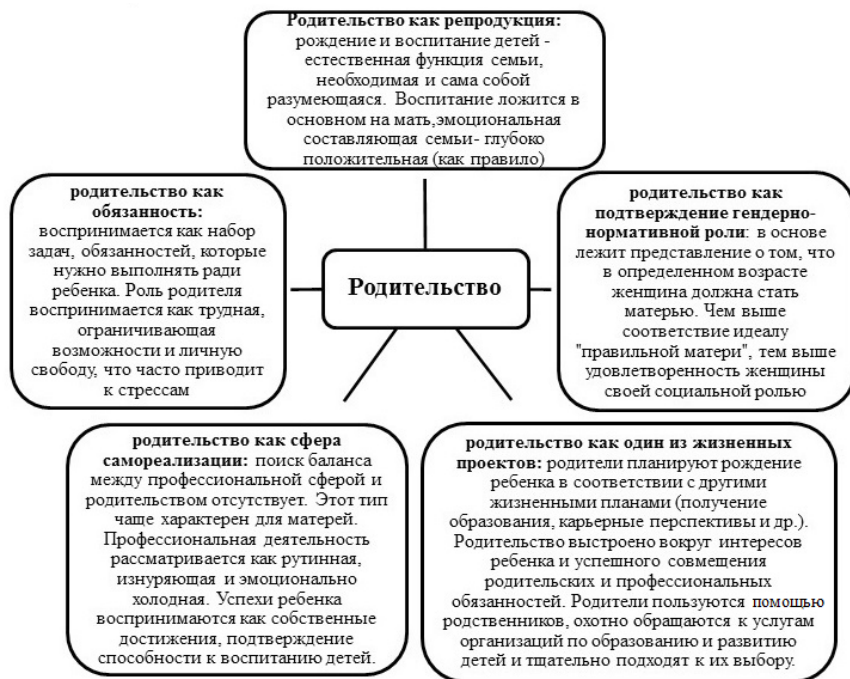 Родительство как репродукция:
рождение и воспитание детей -
естественная функция семьи,
необходимая и сама собой
разумеющаяся. Воспитание ложится в
основном на мать,эмоциональная
составляющая семьи- глубоко
положительная (как правило)
родительство как
обязанность:
воспринимается как набор
задач, обязанностей, которые
нужно выполнять ради
ребенка. Роль родителя
воспринимается как трудная,
ограничивающая
возможности и личную
свободу, что часто приводит
к стрессам
Родительство
родительство как
подтверждение гендерно-
нормативной роли: в основе
лежит представление о том, что
в определенном возрасте
женщина должна стать
матерью. Чем выше
соответствие идеалу
"правильной матери", тем выше
удовлетворенность женщины
своей социальной ролью
родительство как сфера
самореализации: поиск баланса
между профессиональной сферой и
родительством отсутствует. Этот тип
чаще характерен для матерей.
Профессиональная деятельность
рассматривается как рутинная,
изнуряющая и эмоционально
холодная. Успехи ребенка
воспринимаются как собственные
достижения, подтверждение
способности к воспитанию детей.
родительство как один из жизненных
проектов: родители планируют рождение
ребенка в соответствии с другими
жизненными планами (получение
образования, карьерные перспективы и др.).
Родительство выстроено вокруг интересов
ребенка и успешного совмещения
родительских и профессиональных
обязанностей. Родители пользуются помощью
родственников, охотно обращаются к услугам
организаций по образованию и развитию
детей и тщательно подходят к их выбору.